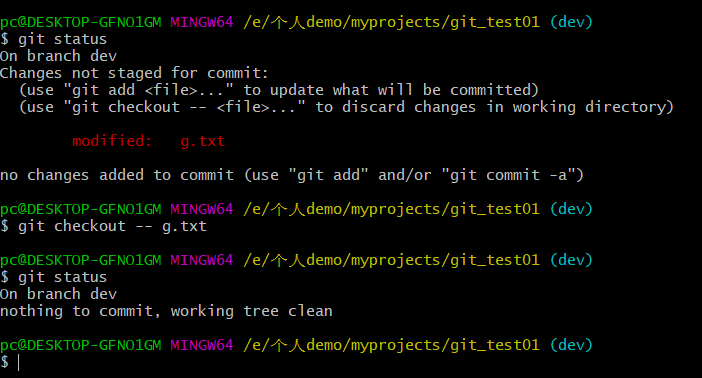 pc@DESKTOP-GFNO1GM MINGW64 /e/个人demo/myprojects/git_test01 (dev)
$ git status
On branch dev
Changes not staged for commit:
  (use "git add <file>..." to update what will be committed)
  (use "git checkout -- <file>..." to discard changes in working directory)
        modified:   g.txt
no changes added to commit (use "git add" and/or "git commit -a")
pc@DESKTOP-GFNO1GM MINGW64 /e/个人demo/myprojects/git_test01 (dev)
$ git checkout -- g.txt
pc@DESKTOP-GFNO1GM MINGW64 /e/个人demo/myprojects/git_test01 (dev)
$ git status
On branch dev
nothing to commit, working tree clean
pc@DESKTOP-GFNO1GM MINGW64 /e/个人demo/myprojects/git_test01 (dev)
$